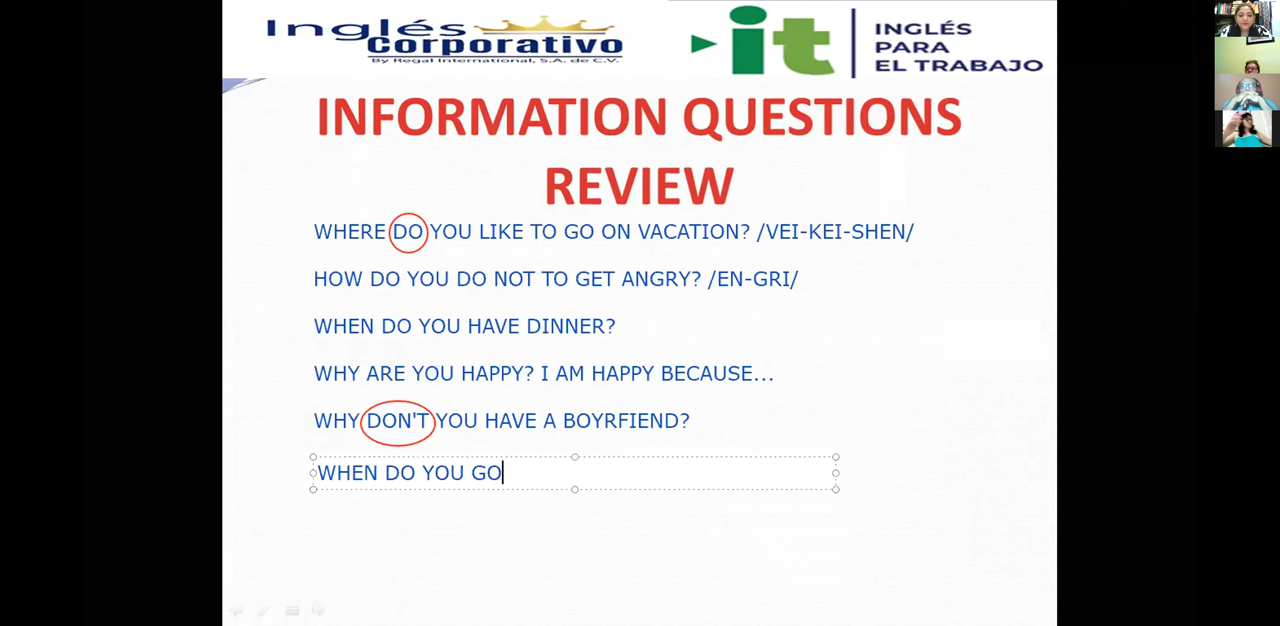 Inglés
Corporativo
By Regal International, S.A. de C.V.
it
INGLÉS
PARA
EL TRABAJO
INFORMATION QUESTIONS
REVIEW
WHERE DO YOU LIKE TO GO ON VACATION? /VEI-KEI-SHEN/
HOW DO YOU DO NOT TO GET ANGRY? /EN-GRI/
WHEN DO YOU HAVE DINNER?
WHY ARE YOU HAPPY? I AM HAPPY BECAUSE...
WHY DON'T YOU HAVE A BOYRFIEND?
WHEN DO YOU GO